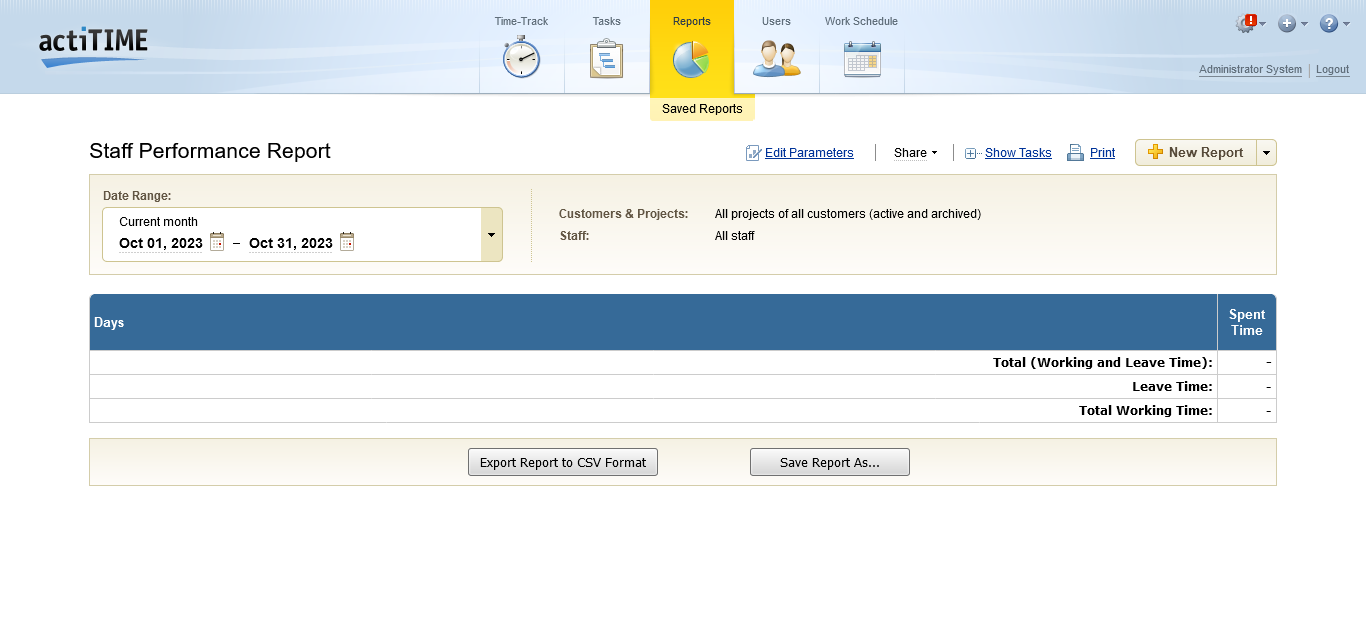 actiTIME
Time-Track
Tasks
Reports
Users
Work Schedule
!
+
?
Administrator System
Logout
Saved Reports
Staff Performance Report
Edit Parameters
Share
Show Tasks
Print
New Report
Date Range:
Current month
Oct 01, 2023 – Oct 31, 2023
Customers & Projects: All projects of all customers (active and archived)
Staff: All staff
Days
Spent
Time
Total (Working and Leave Time): -
Leave Time: -
Total Working Time: -
Export Report to CSV Format
Save Report As...